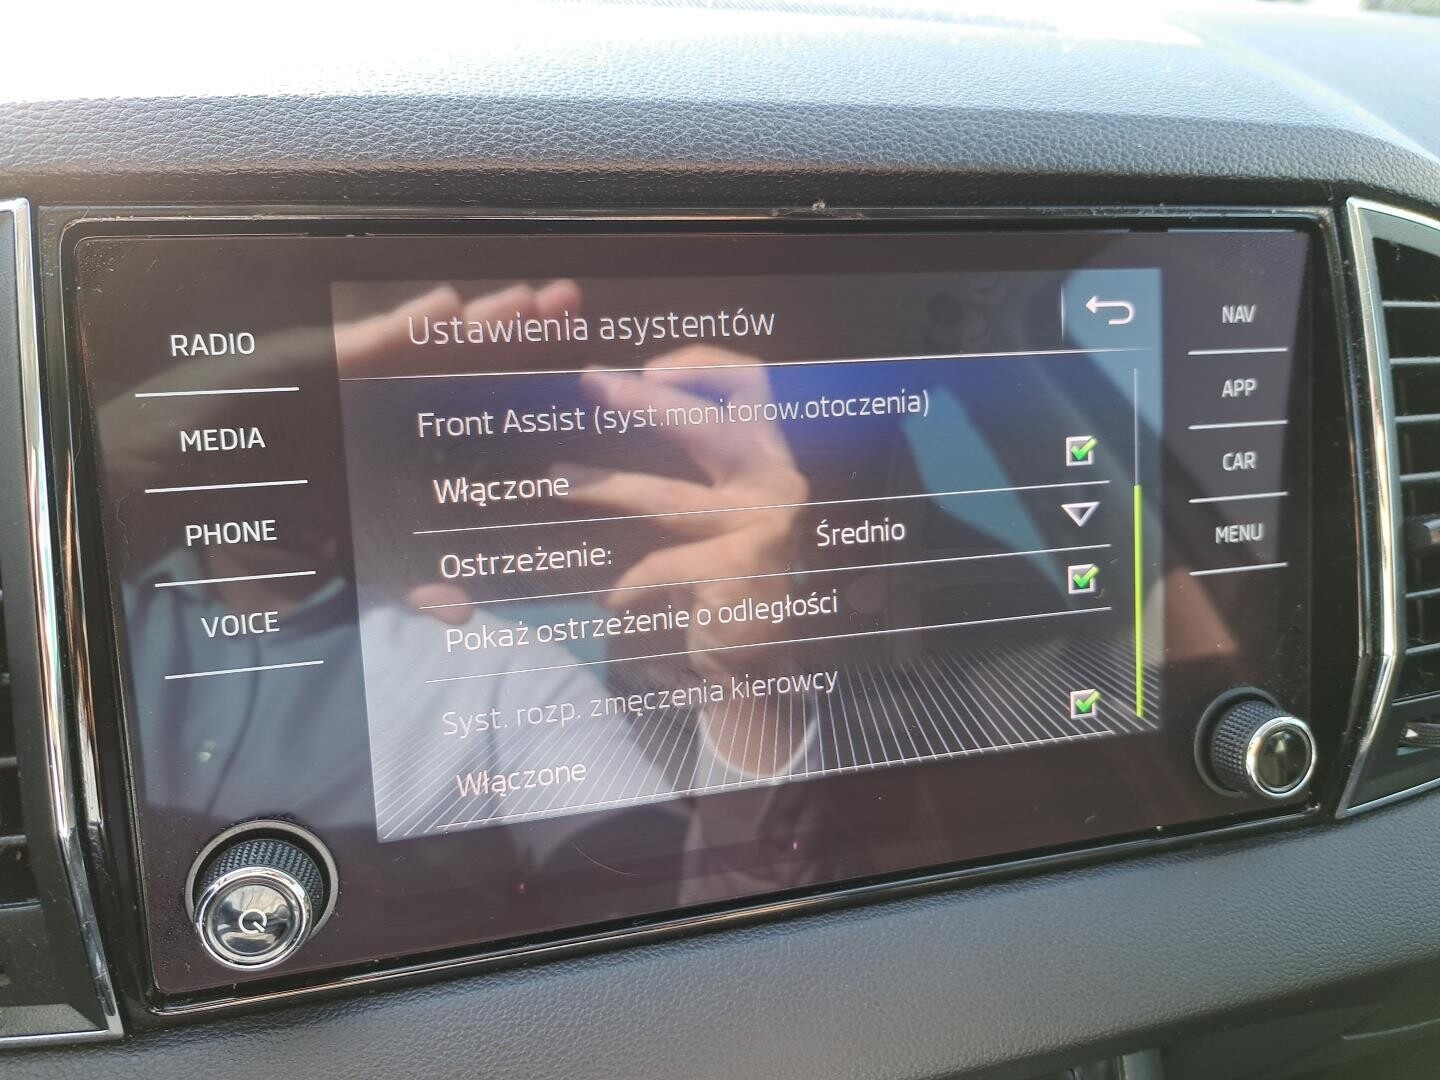 RADIO
MEDIA
PHONE
VOICE
Ustawienia asystentów
Front Assist (syst.monitorow.otoczenia)
Włączone
Ostrzeżenie: Średnio
Pokaż ostrzeżenie o odległości
Syst. rozp. zmęczenia kierowcy
Włączone
NAV
APP
CAR
MENU